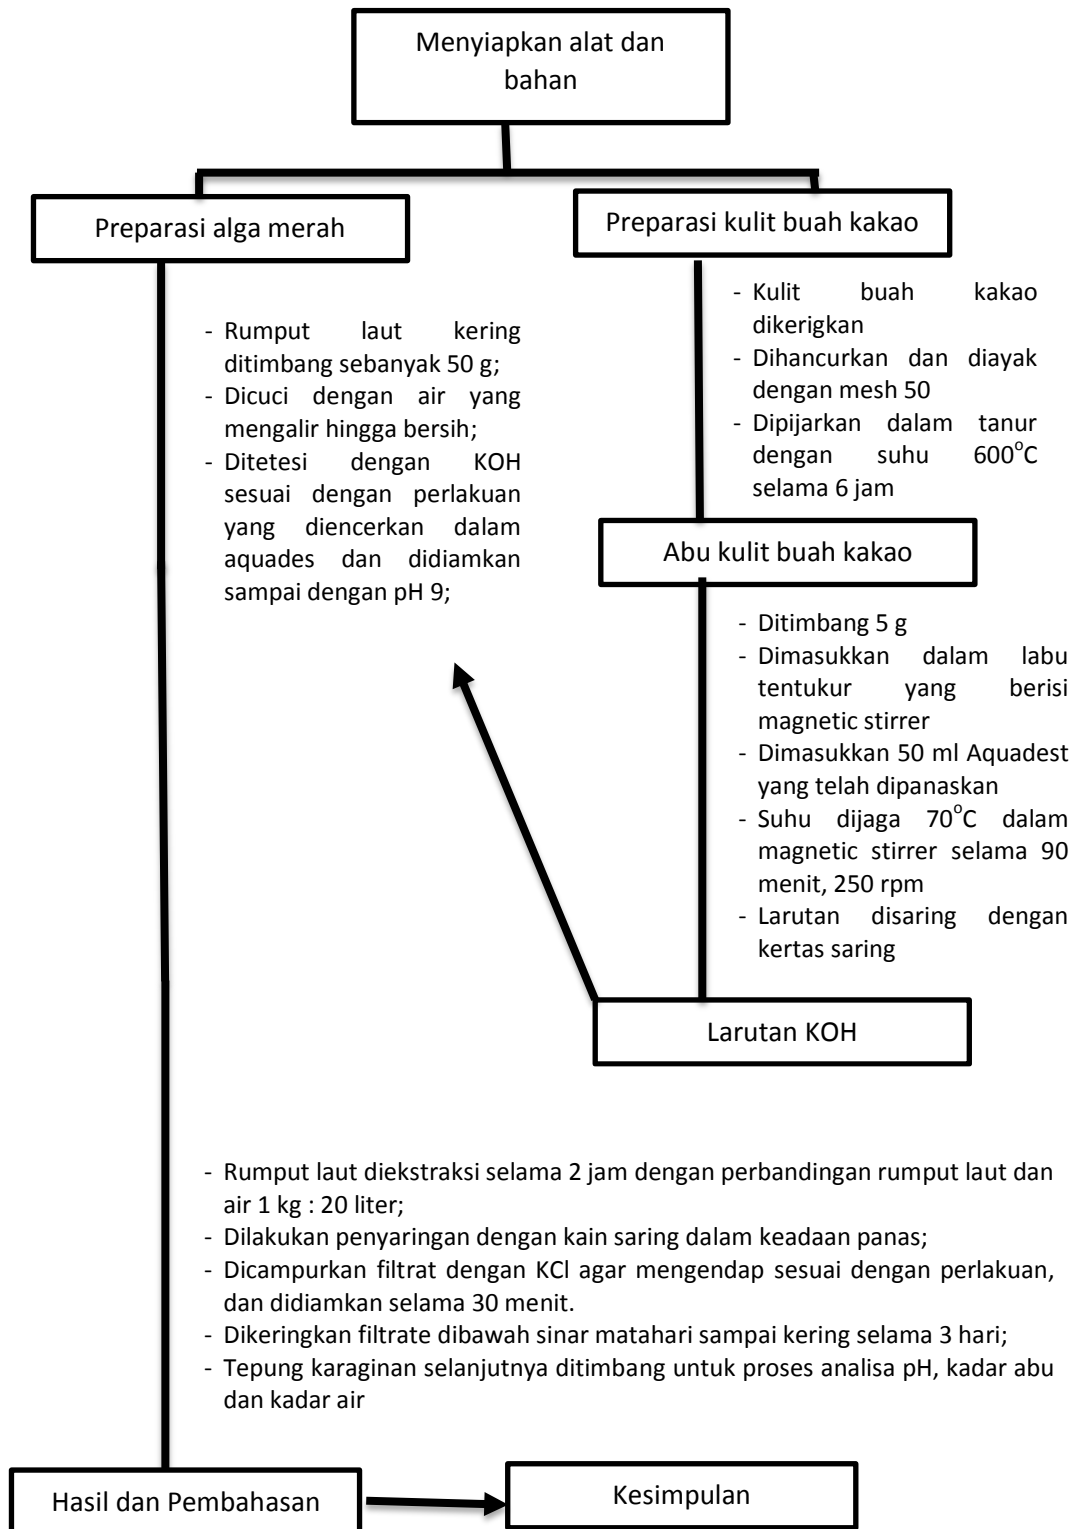 Menyiapkan alat dan
bahan
Preparasi alga merah
Preparasi kulit buah kakao
- Rumput laut kering
ditimbang sebanyak 50 g;
- Dicuci dengan air yang
mengalir hingga bersih;
- Ditetesi dengan KOH
sesuai dengan perlakuan
yang diencerkan dalam
aquades dan didiamkan
sampai dengan pH 9;
- Kulit buah kakao
dikerigkan
- Dihancurkan dan diayak
dengan mesh 50
- Dipijarkan dalam tanur
dengan suhu 600°C
selama 6 jam
Abu kulit buah kakao
- Ditimbang 5 g
- Dimasukkan dalam labu
tentukur yang berisi
magnetic stirrer
- Dimasukkan 50 ml Aquadest
yang telah dipanaskan
- Suhu dijaga 70°C dalam
magnetic stirrer selama 90
menit, 250 rpm
- Larutan disaring dengan
kertas saring
Larutan KOH
- Rumput laut diekstraksi selama 2 jam dengan perbandingan rumput laut dan
air 1 kg : 20 liter;
- Dilakukan penyaringan dengan kain saring dalam keadaan panas;
- Dicampurkan filtrat dengan KCl agar mengendap sesuai dengan perlakuan,
dan didiamkan selama 30 menit.
- Dikeringkan filtrate dibawah sinar matahari sampai kering selama 3 hari;
- Tepung karaginan selanjutnya ditimbang untuk proses analisa pH, kadar abu
dan kadar air
Hasil dan Pembahasan
Kesimpulan